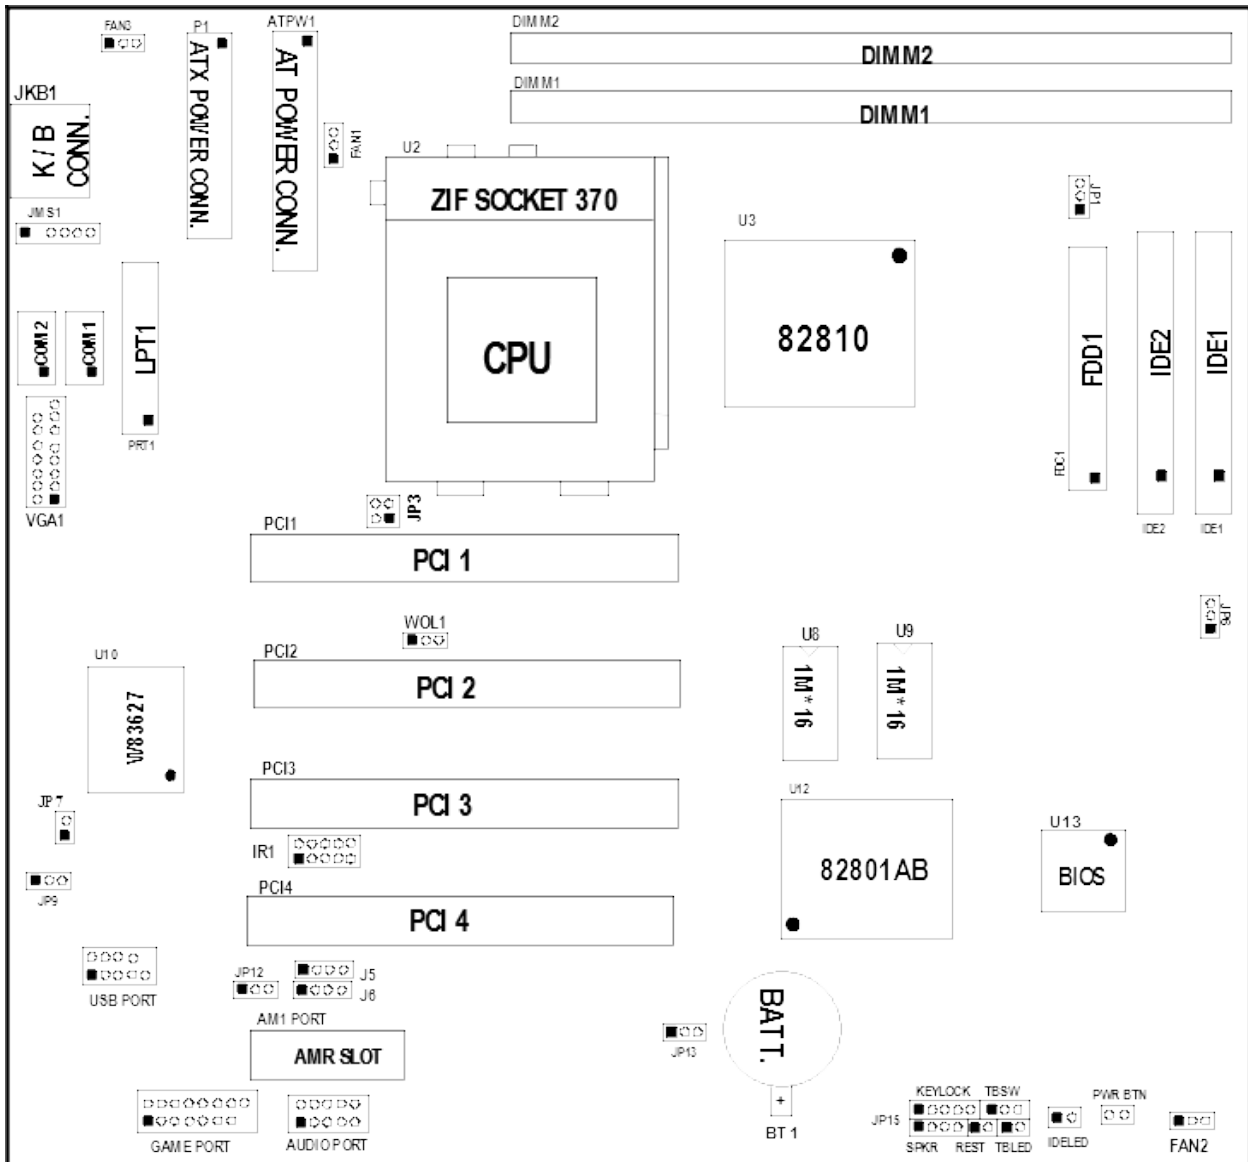 FAN3
P1
ATPW1
DIMM2
DIMM2
DIMM1
DIMM1
JKB1
K/B CONN.
ATX POWER CONN.
AT POWER CONN.
FAN1
U2
ZIF SOCKET 370
JMS1
U3
JP1
COM2
COM1
LPT1
PRT1
CPU
82810
FDD1
IDE2
IDE1
FDC1
IDE2
IDE1
VGA1
JP3
PCI1
PCI 1
WOL1
JP6
U10
W83627
PCI2
PCI 2
U8
1M*16
U9
1M*16
PCI3
PCI 3
U12
82801AB
U13
BIOS
JP7
IR1
JP9
PCI4
PCI 4
USB PORT
JP12
J5
J6
AM1 PORT
AMR SLOT
JP13
BATT.
+
BT1
GAME PORT
AUDIO PORT
KEYLOCK
TBSW
PWR BTN
JP15
SPKR
REST
TBLED
IDELED
FAN2